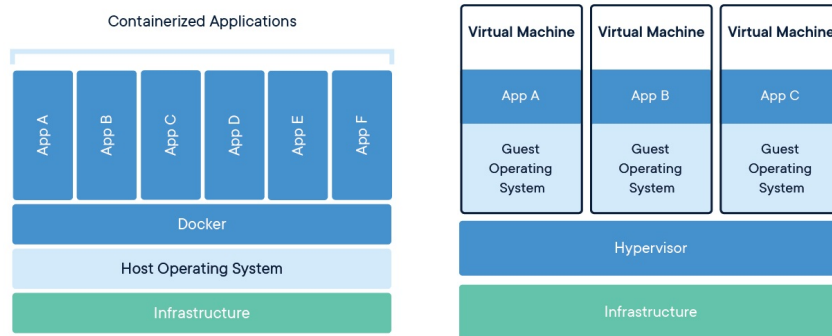 Containerized Applications
App A
App B
App C
App D
App E
App F
Docker
Host Operating System
Infrastructure
Virtual Machine
App A
Guest
Operating
System
Virtual Machine
App B
Guest
Operating
System
Virtual Machine
App C
Guest
Operating
System
Hypervisor
Infrastructure